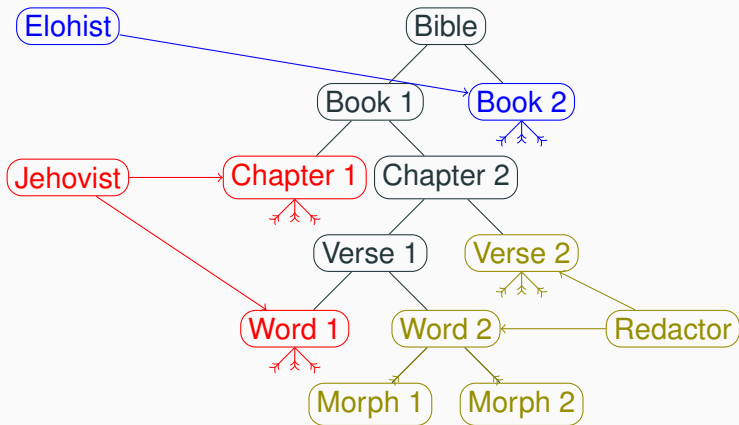 Elohist
Bible
Book 1
Book 2
Jehovist
Chapter 1
Chapter 2
Verse 1
Verse 2
Word 1
Word 2
Redactor
Morph 1
Morph 2